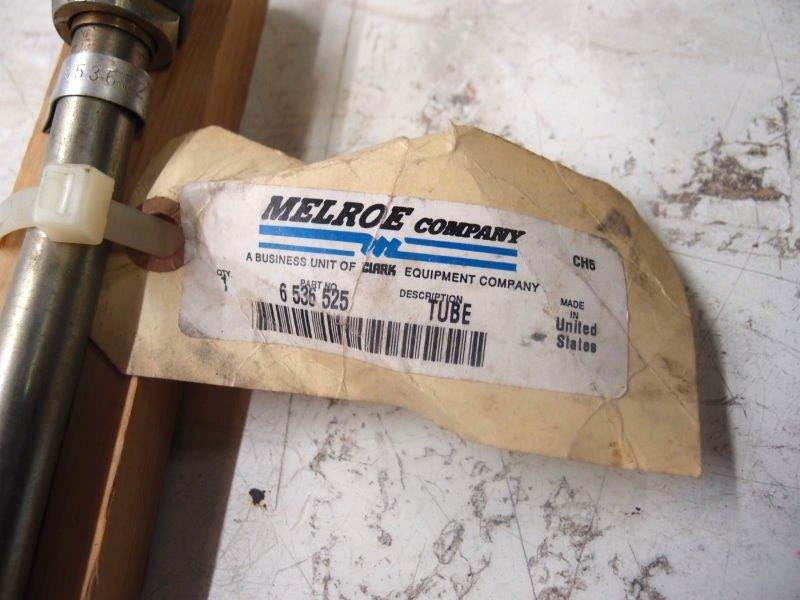 MELROE COMPANY
A BUSINESS UNIT OF CLARK EQUIPMENT COMPANY
CH5
QTY.
1
PART NO.
6 536 525
DESCRIPTION
TUBE
MADE
IN
United
States